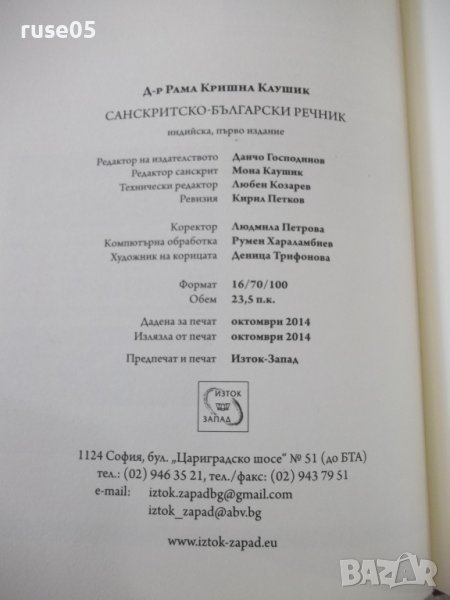 ruse05
Д-р Рама Кришна Каушик
САНСКРИТСКО-БЪЛГАРСКИ РЕЧНИК
индийска, първо издание
Редактор на издателството Данчо Господинов
Редактор санскрит Мона Каушик
Технически редактор Любен Козарев
Ревизия Кирил Петков
Коректор Людмила Петрова
Компютърна обработка Румен Хараламбиев
Художник на корицата Деница Трифонова
Формат 16/70/100
Обем 23,5 п.к.
Дадена за печат октомври 2014
Излязла от печат октомври 2014
Предпечат и печат Изток-Запад
ИЗТОК
ЗАПАД
1124 София, бул. „Цариградско шосе“ № 51 (до БТА)
тел.: (02) 946 35 21, тел./факс: (02) 943 79 51
e-mail: iztok.zapadbg@gmail.com
iztok_zapad@abv.bg
www.iztok-zapad.eu
BAZAR
bg